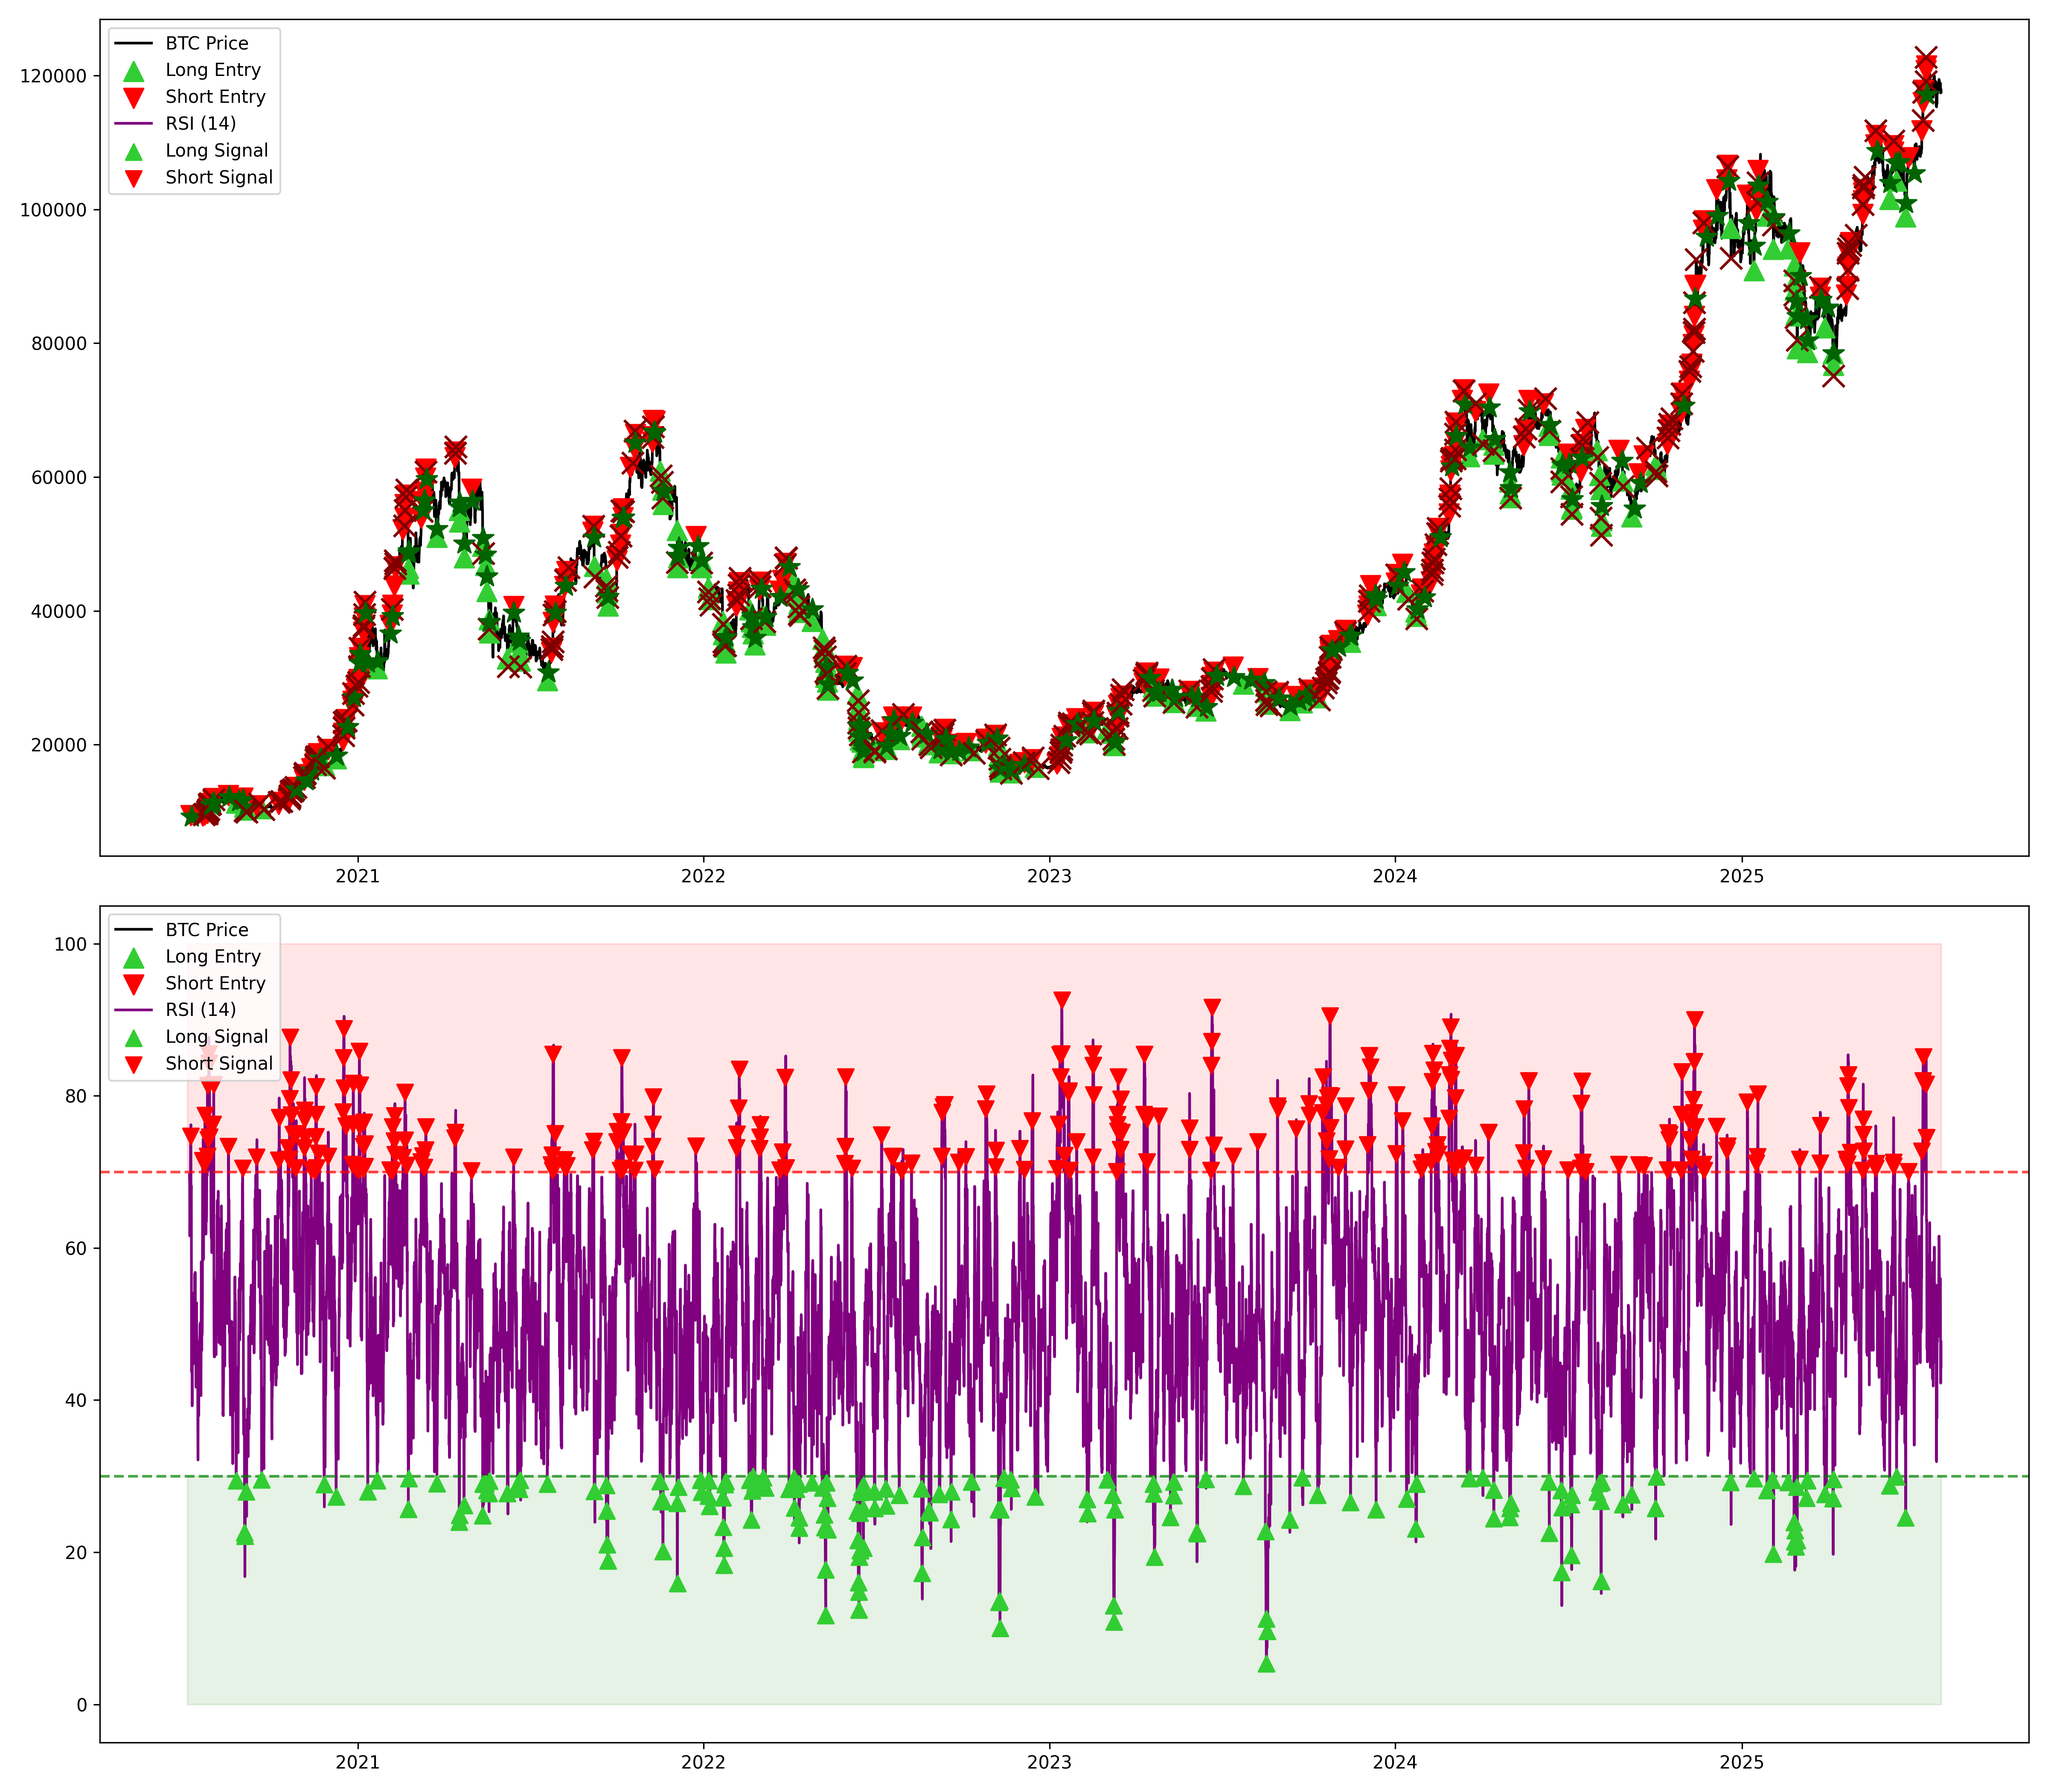 BTC Price
Long Entry
Short Entry
RSI (14)
Long Signal
Short Signal
120000
100000
80000
60000
40000
20000
2021 2022 2023 2024 2025
BTC Price
Long Entry
Short Entry
RSI (14)
Long Signal
Short Signal
100
80
60
40
20
0
2021 2022 2023 2024 2025